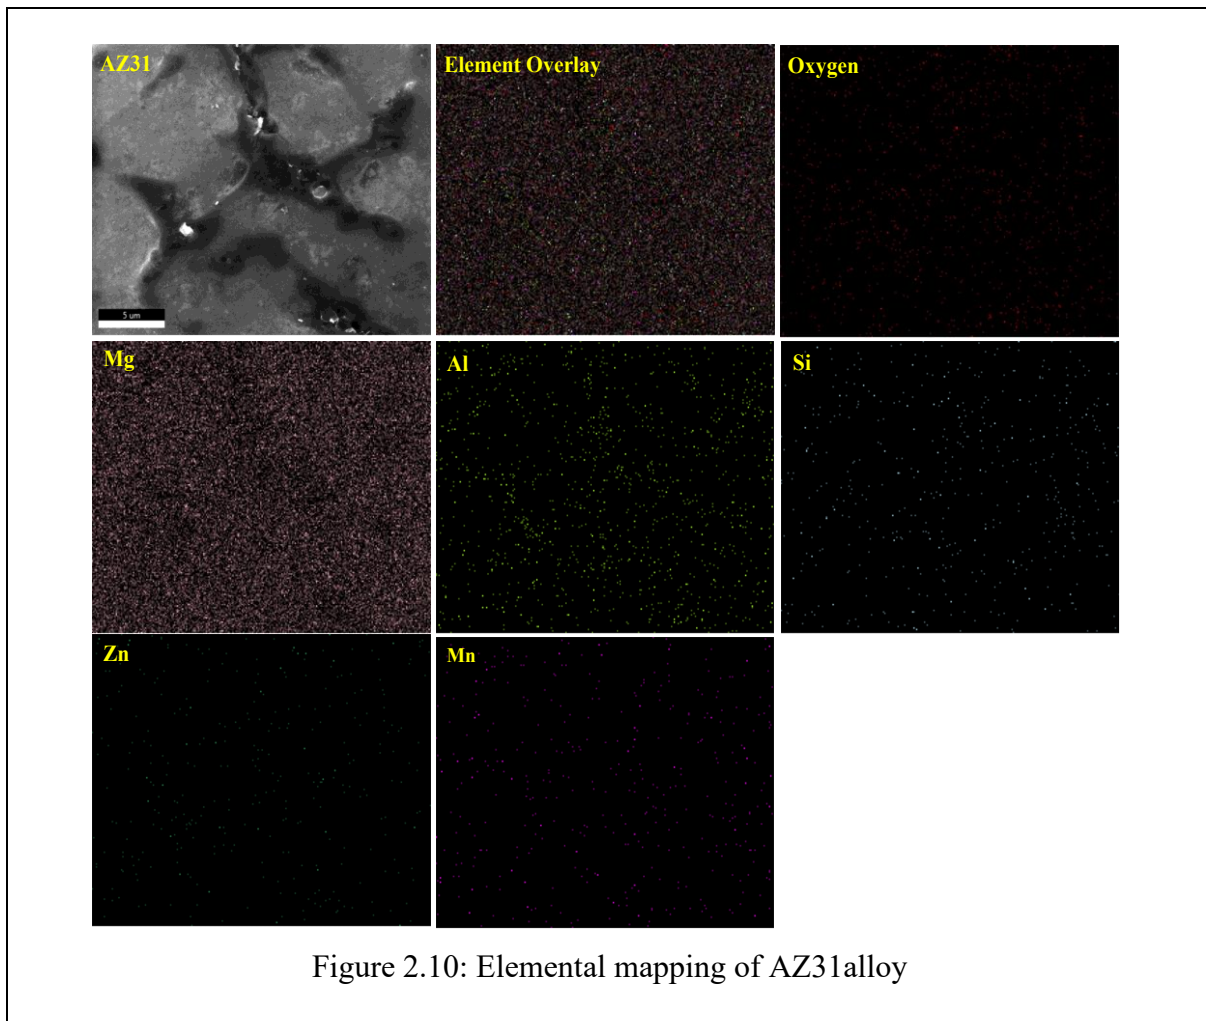 AZ31
Element Overlay
Oxygen
5 um
Mg
Al
Si
Zn
Mn
Figure 2.10: Elemental mapping of AZ31alloy